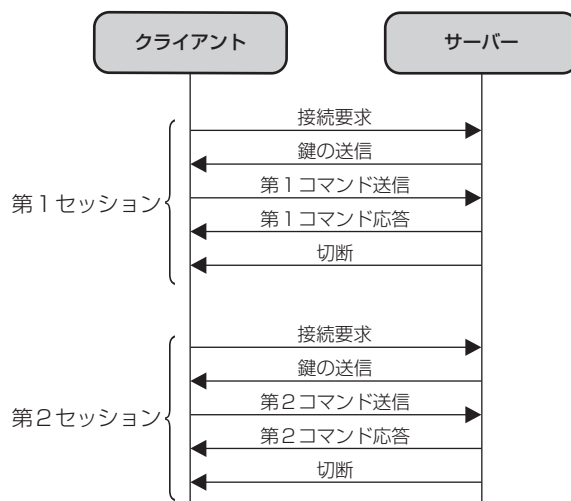 クライアント
サーバー
接続要求
鍵の送信
第1コマンド送信
第1コマンド応答
切断
第1セッション
接続要求
鍵の送信
第2コマンド送信
第2コマンド応答
切断
第2セッション